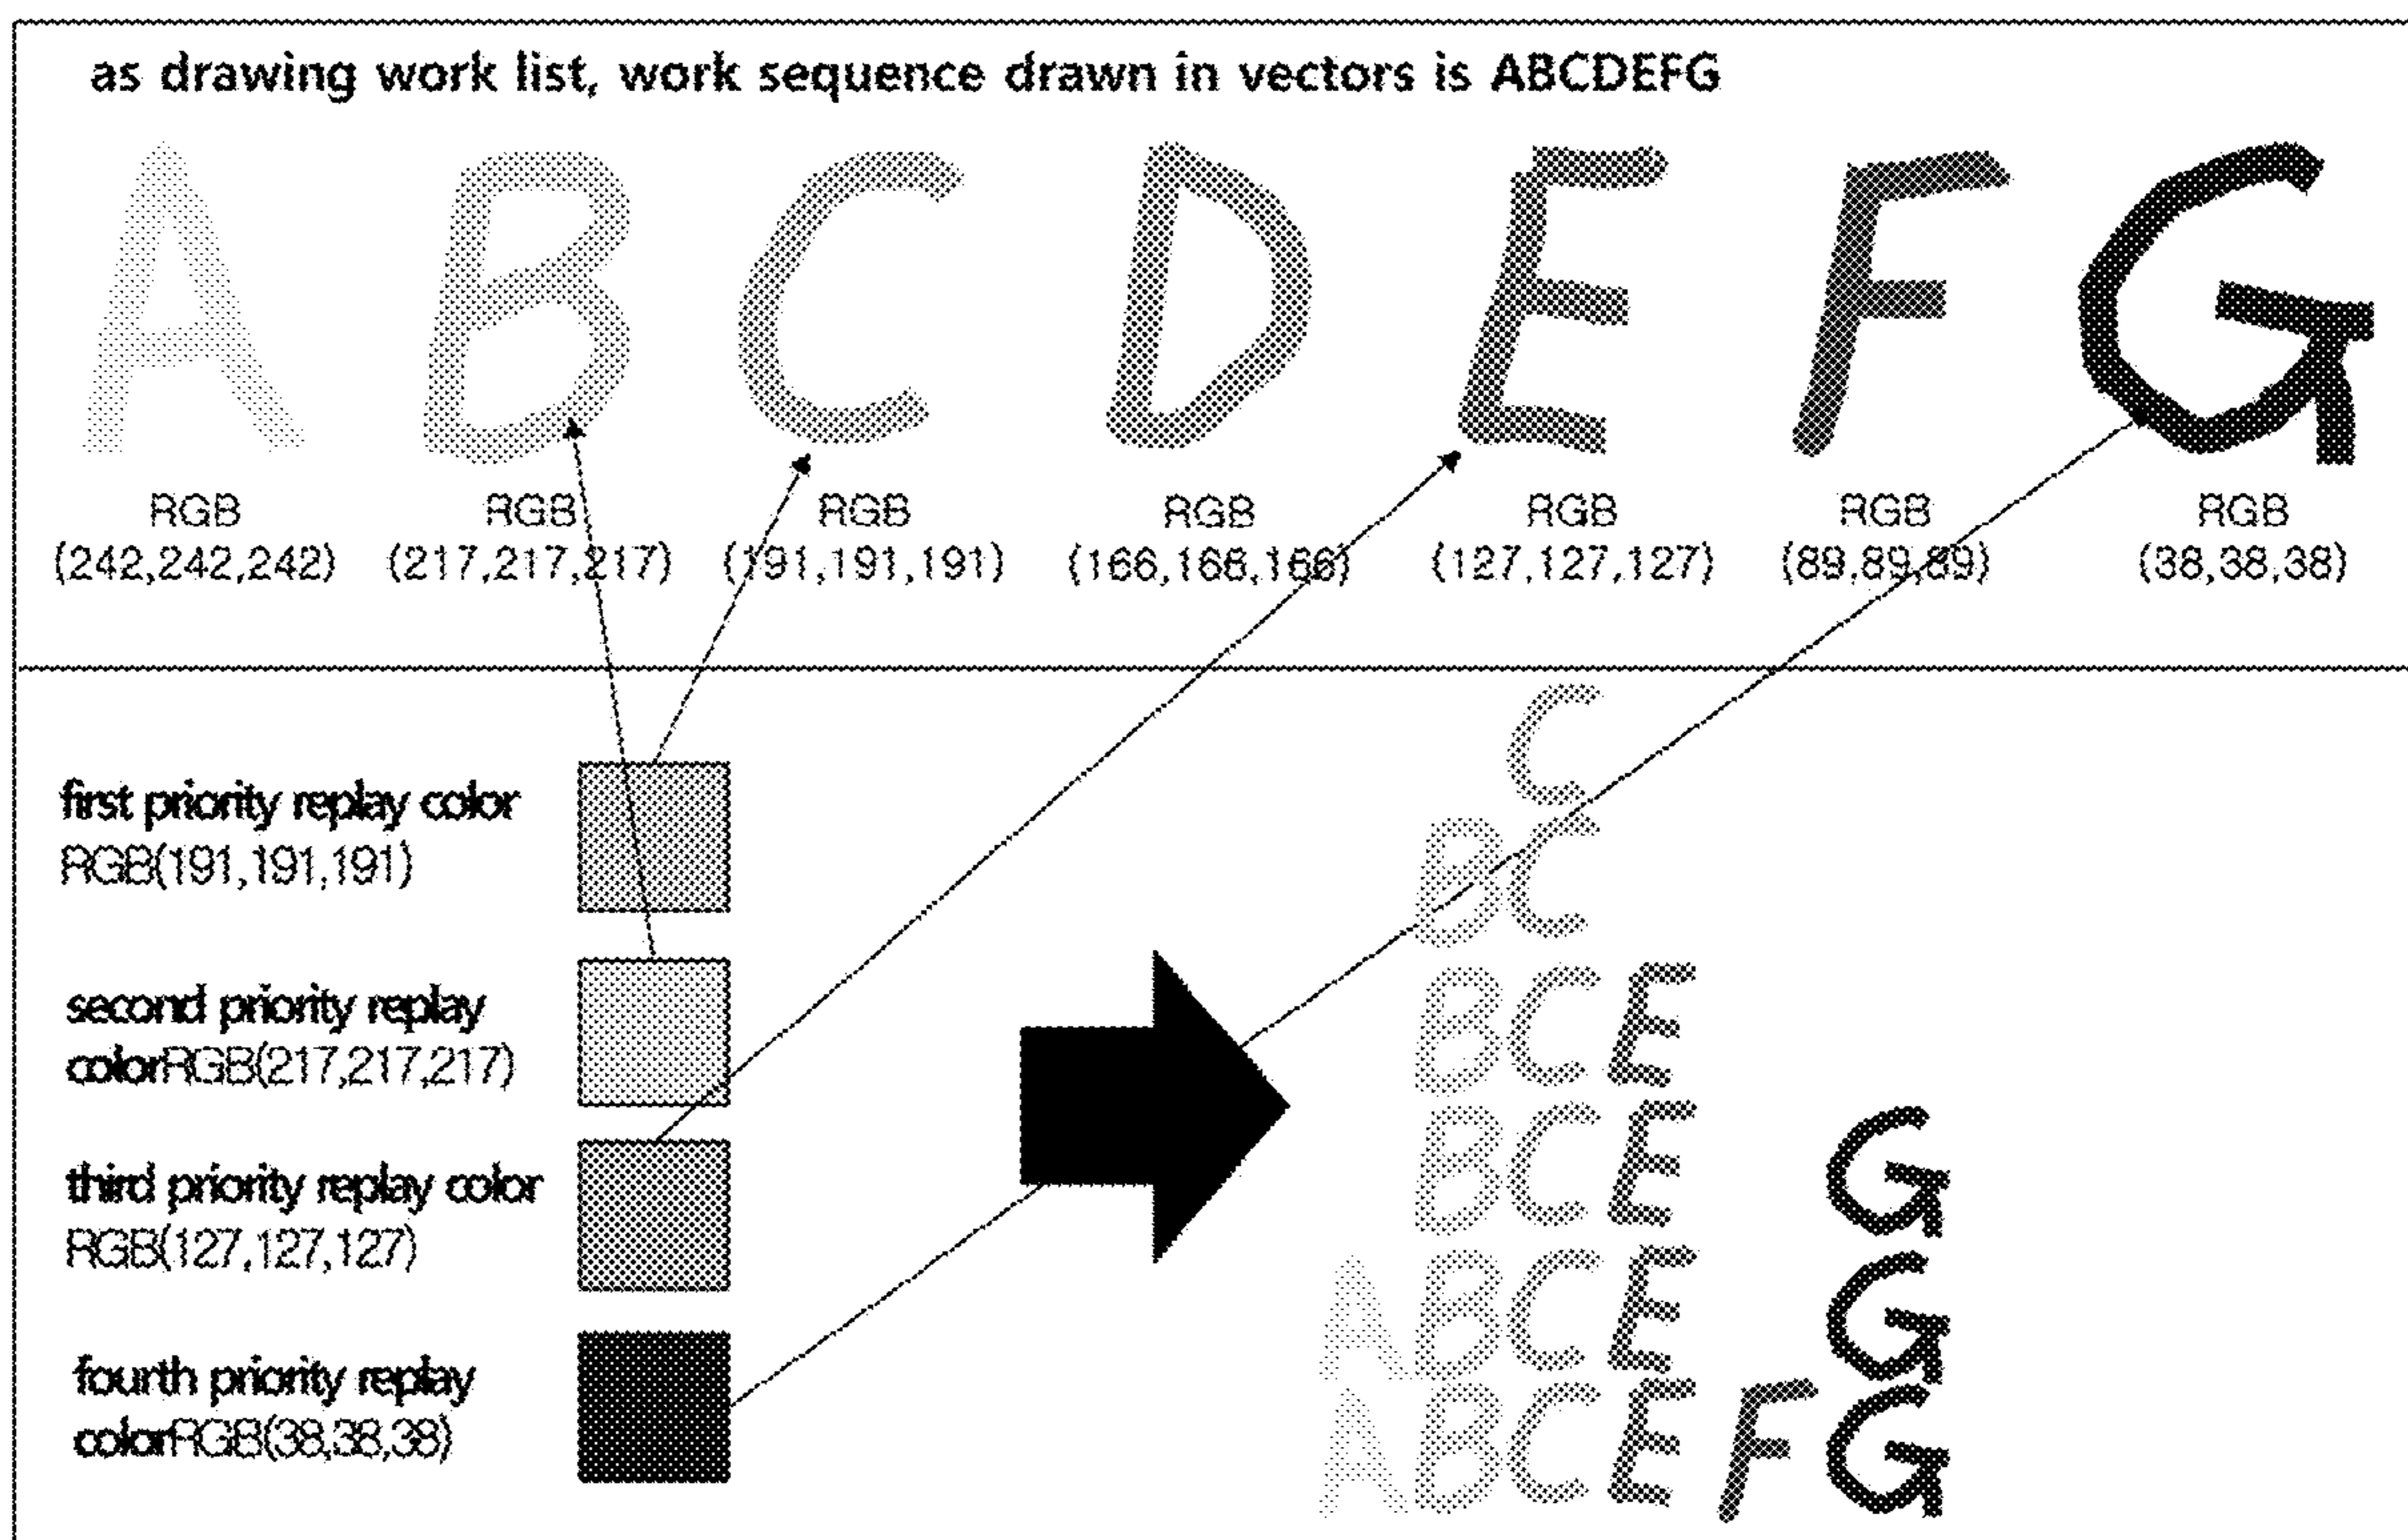 as drawing work list, work sequence drawn in vectors is ABCDEFG
A B C D E F G
RGB RGB RGB RGB RGB RGB RGB
(242,242,242) (217,217,217) (191,191,191) (166,166,166) (127,127,127) (89,89,89) (38,38,38)
first priority replay color
RGB(191,191,191)
second priority replay
colorRGB(217,217,217)
third priority replay color
RGB(127,127,127)
fourth priority replay
colorRGB(38,38,38)
C
BC
BCE
BCE G
ABCE G
ABCEFG